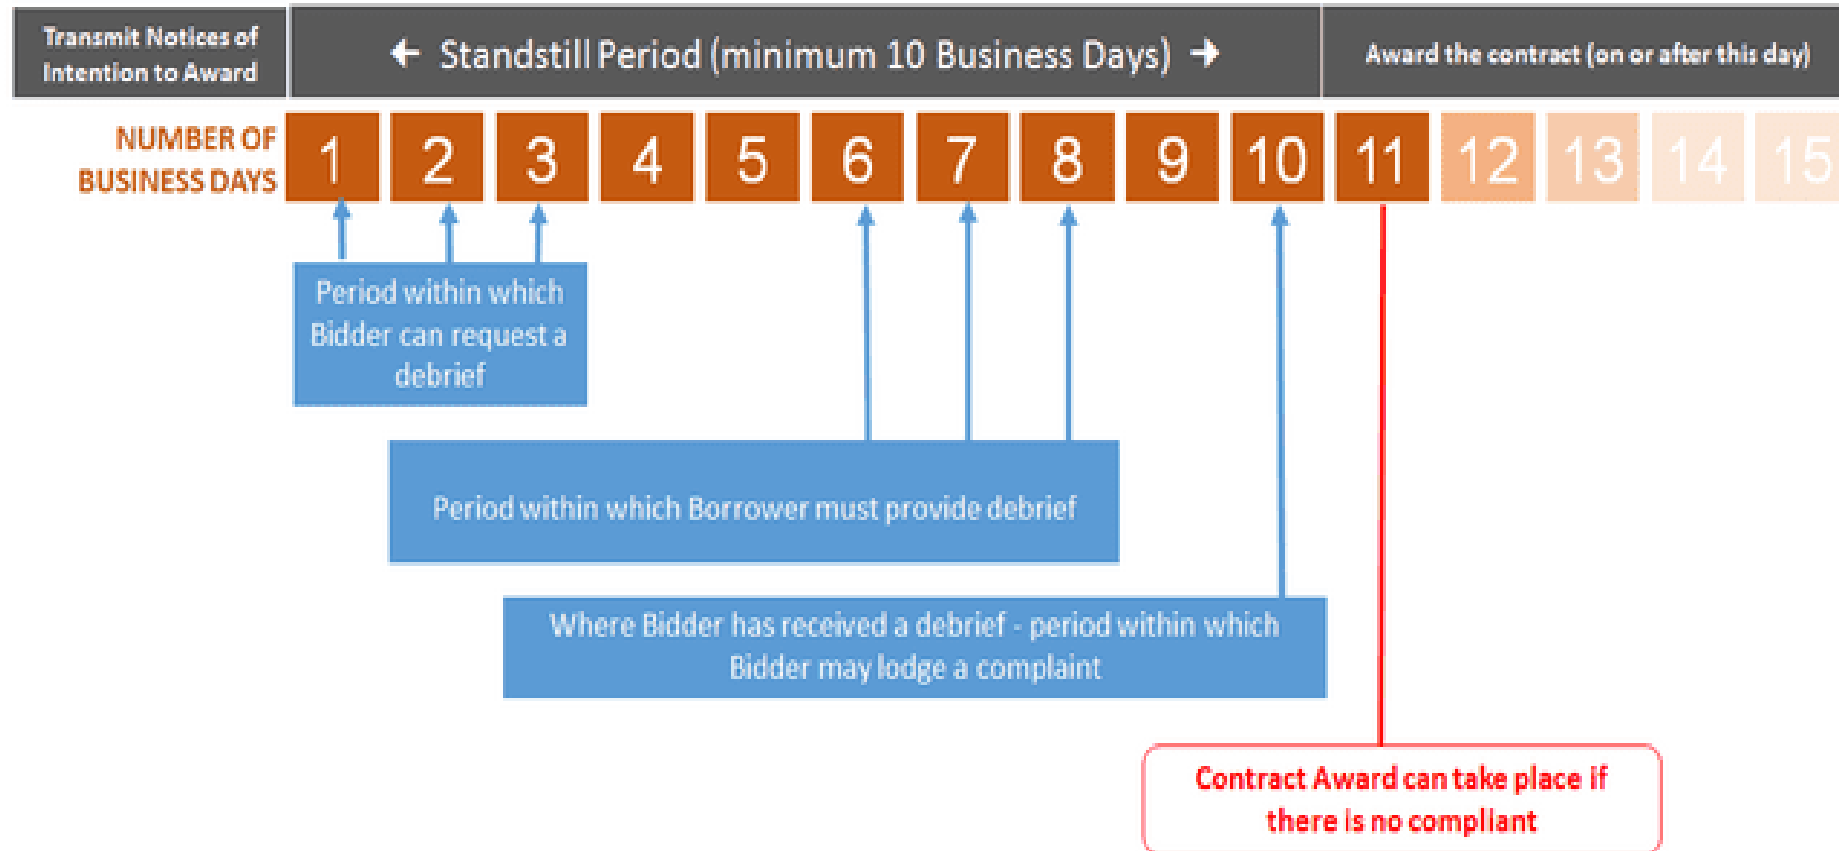 Transmit Notices of
Intention to Award
← Standstill Period (minimum 10 Business Days) →
Award the contract (on or after this day)
NUMBER OF
BUSINESS DAYS
1 2 3 4 5 6 7 8 9 10 11 12 13 14 15
Period within which
Bidder can request a
debrief
Period within which Borrower must provide debrief
Where Bidder has received a debrief - period within which
Bidder may lodge a complaint
Contract Award can take place if
there is no compliant